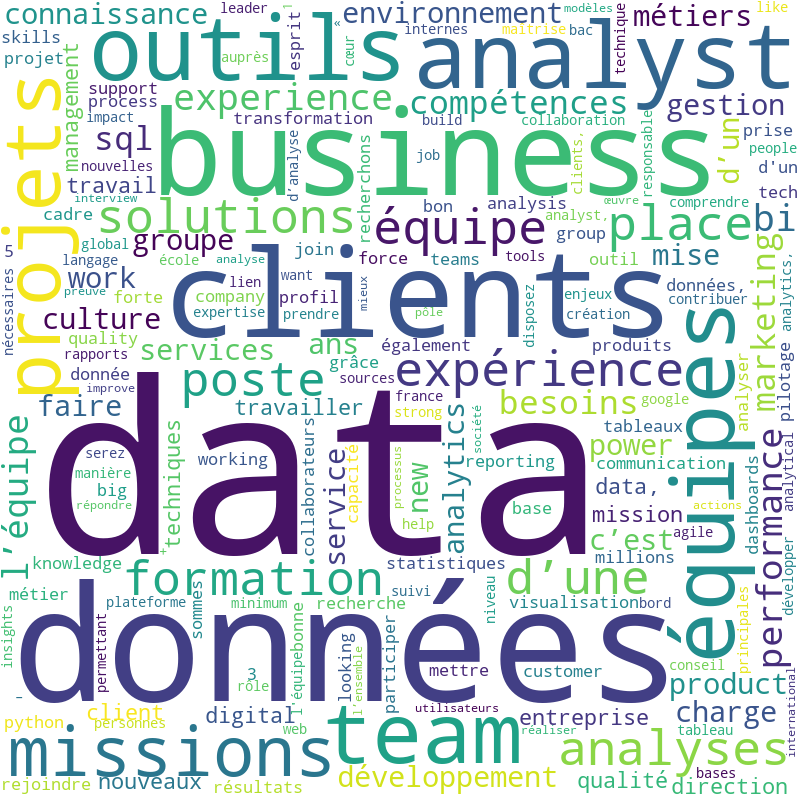 connaissance
leader
«
environnement
modèles
métiers
like
skills
outils
esprit
cœur
internes
analyst
maîtrise
bac
technique
projet
auprès
support
process
experience
compétences
gestion
management
impact
transformation
build
collaboration
responsable
d'un
prise
people
projets
sql
business
job
clients,
nouvelles
d'analyse
recherchons
travail
d'un
tech
interview
œuvre
comprendre
cadre
solutions
équipe
bon
analysis
analyst,
place
bi
global
groupe
join
force
group
tools
outil
mise
analytics,
5
langage
école
analyse
teams
work
lien
want
clients
disposez
enjeux
données,
contribuer
nécessaires
preuve
forte
company
profil
mieux
pôle
création
marketing
culture
expertise
prendre
quality
services
ans
également
produits
équipes
analyser
pilotage
rapports
donnée
grâce
expérience
improve
poste
sources
france
besoins
google
faire
travailler
strong
société
tableaux
l'équipe
techniques
data
collaborateurs
service
capacité
processus
new
analytics
reporting
power
communication
performance
analytical
serez
working
manière
big
répondre
base
data,
dashboards
actions
help
mission
agile
+
c'est
knowledge
statistiques
millions
développer
métier
formation
d'une
insights
plateforme
sommes
minimum
recherche
suivi
niveau
visualisation
bord
principales
permettant
données
l'équipe
bonne
looking
l'ensemble
participer
mettre
customer
conseil
3
rôle
product
–
client
digital
utilisateurs
entreprise
charge
international
python
personnes
web
team
réaliser
tableau
missions
analyses
bases
rejoindre
nouveaux
résultats
développement
qualité
direction